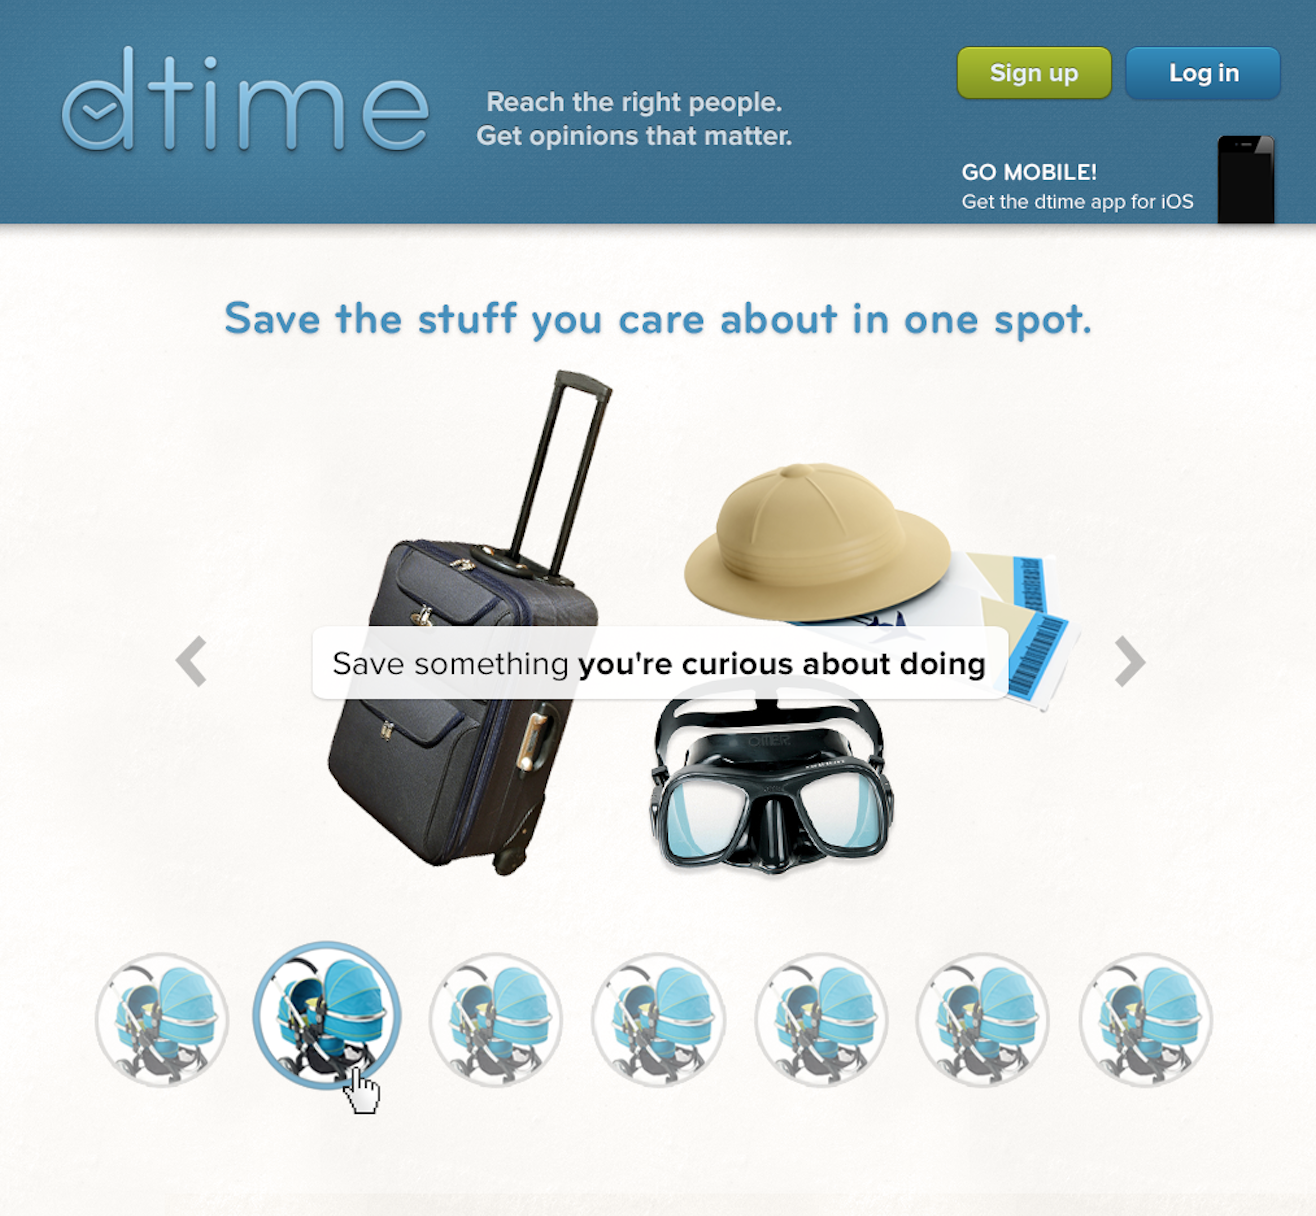 dtime
Reach the right people.
Get opinions that matter.
Sign up
Log in
GO MOBILE!
Get the dtime app for iOS
Save the stuff you care about in one spot.
Save something you're curious about doing
OMER